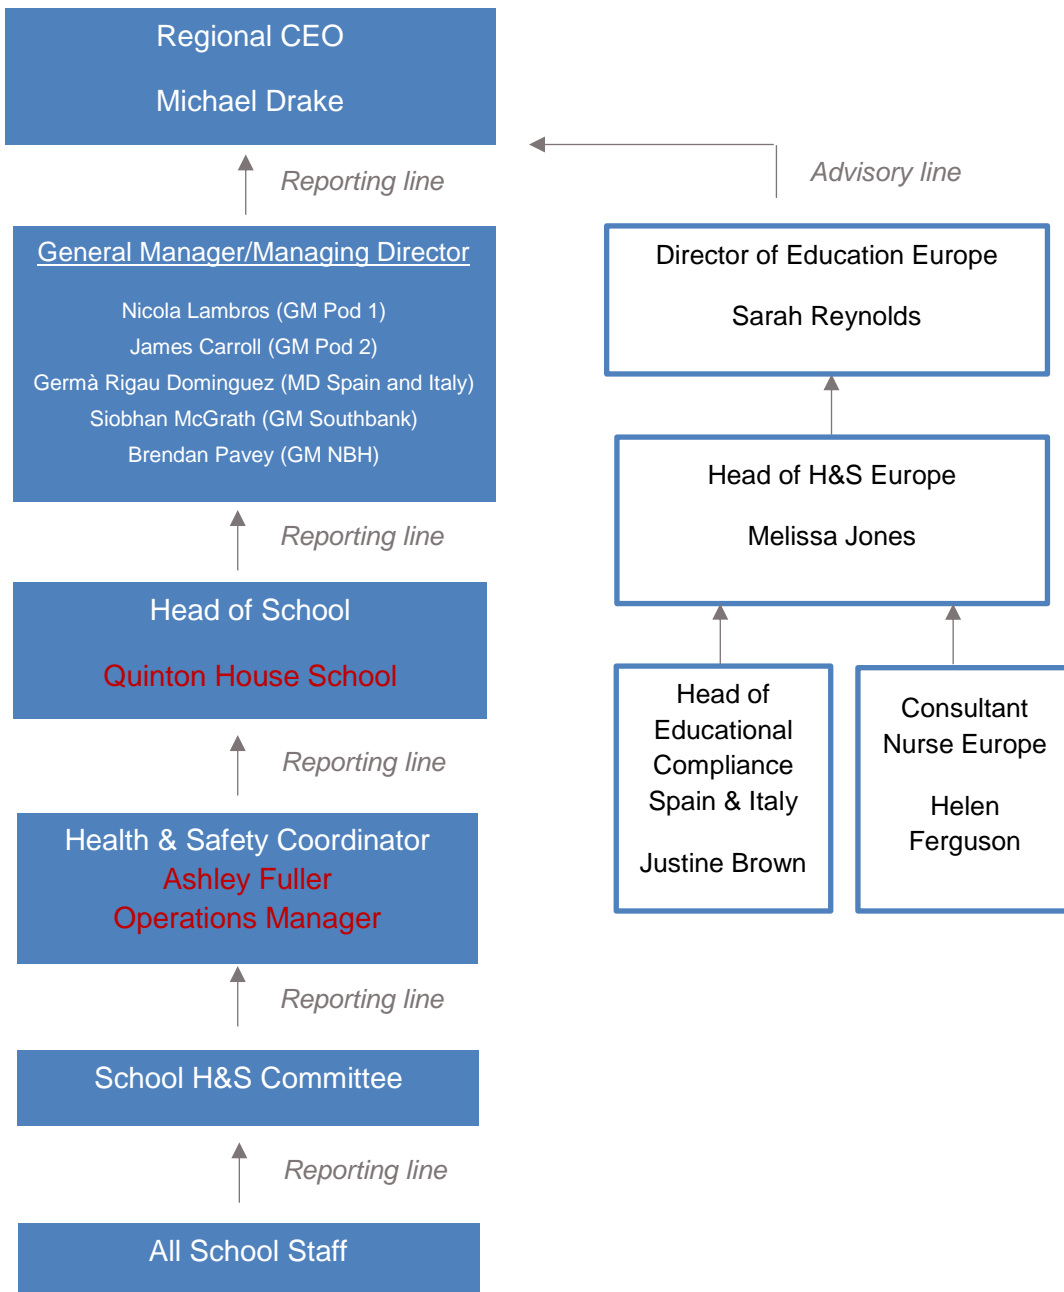 Regional CEO
Michael Drake
Reporting line
Advisory line
General Manager/Managing Director
Nicola Lambros (GM Pod 1)
James Carroll (GM Pod 2)
Germà Rigau Dominguez (MD Spain and Italy)
Siobhan McGrath (GM Southbank)
Brendan Pavey (GM NBH)
Director of Education Europe
Sarah Reynolds
Head of H&S Europe
Melissa Jones
Reporting line
Head of School
Quinton House School
Head of
Educational
Compliance
Spain & Italy
Justine Brown
Consultant
Nurse Europe
Helen
Ferguson
Reporting line
Health & Safety Coordinator
Ashley Fuller
Operations Manager
Reporting line
School H&S Committee
Reporting line
All School Staff